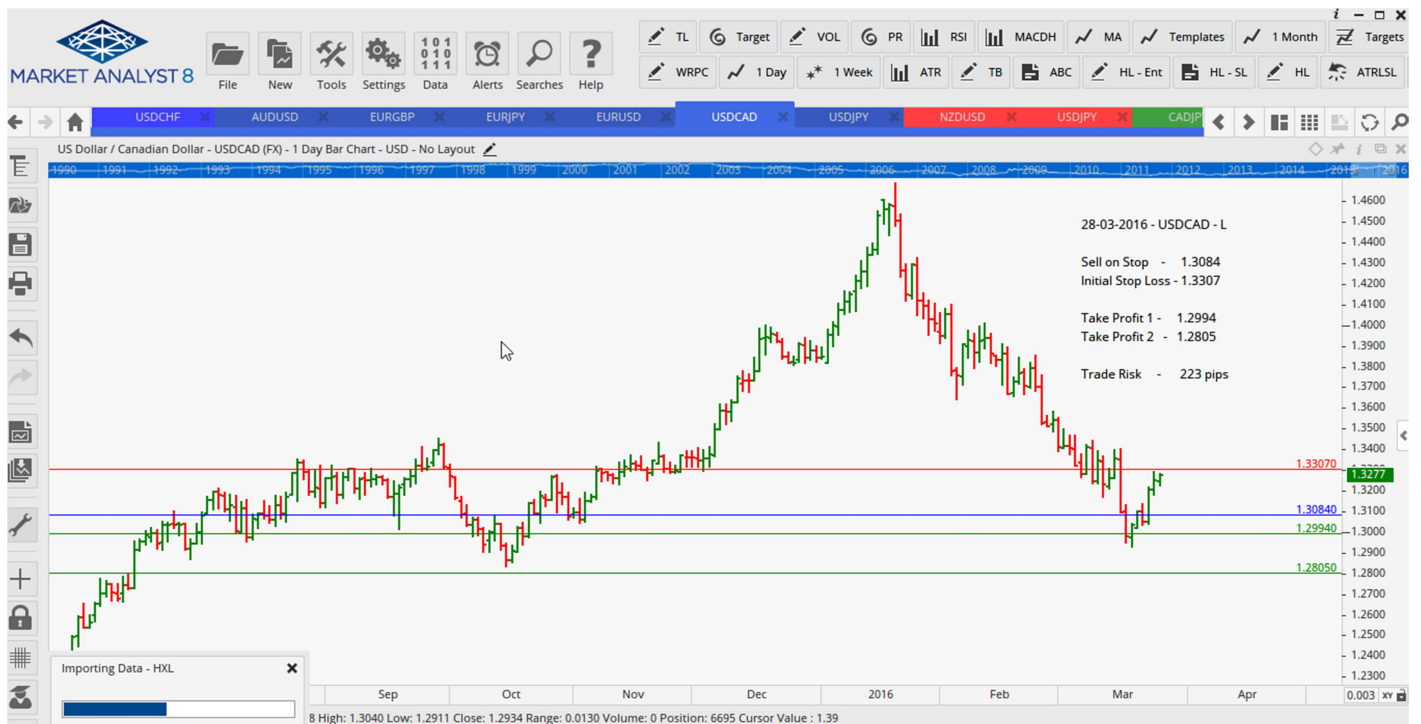 MARKET ANALYST 8
File New Tools Settings Data Alerts Searches Help
101
010
111
TL Target VOL PR RSI MACDH MA Templates 1 Month Targets
WRPC 1 Day 1 Week ATR TB ABC HL - Ent HL - SL HL ATRLSL
USDCHF AUDUSD EURGBP EURJPY EURUSD USDCAD USDJPY NZDUSD USDJPY CADJP
US Dollar / Canadian Dollar - USDCAD (FX) - 1 Day Bar Chart - USD - No Layout
1990 1991 1992 1993 1994 1995 1996 1997 1998 1999 2000 2001 2002 2003 2004 2005 2006 2007 2008 2009 2010 2011 2012 2013 2014 2015 2016
28-03-2016 - USDCAD - L
Sell on Stop - 1.3084
Initial Stop Loss - 1.3307
Take Profit 1 - 1.2994
Take Profit 2 - 1.2805
Trade Risk - 223 pips
1.4600
1.4500
1.4400
1.4300
1.4200
1.4100
1.4000
1.3900
1.3800
1.3700
1.3600
1.3500
1.3400
1.33070
1.3277
1.3200
1.3100
1.30840
1.3000
1.29940
1.2900
1.2800
1.28050
1.2700
1.2600
1.2500
1.2400
1.2300
Importing Data - HXL
Sep Oct Nov Dec 2016 Feb Mar Apr
0.003 XY
8 High: 1.3040 Low: 1.2911 Close: 1.2934 Range: 0.0130 Volume: 0 Position: 6695 Cursor Value : 1.39